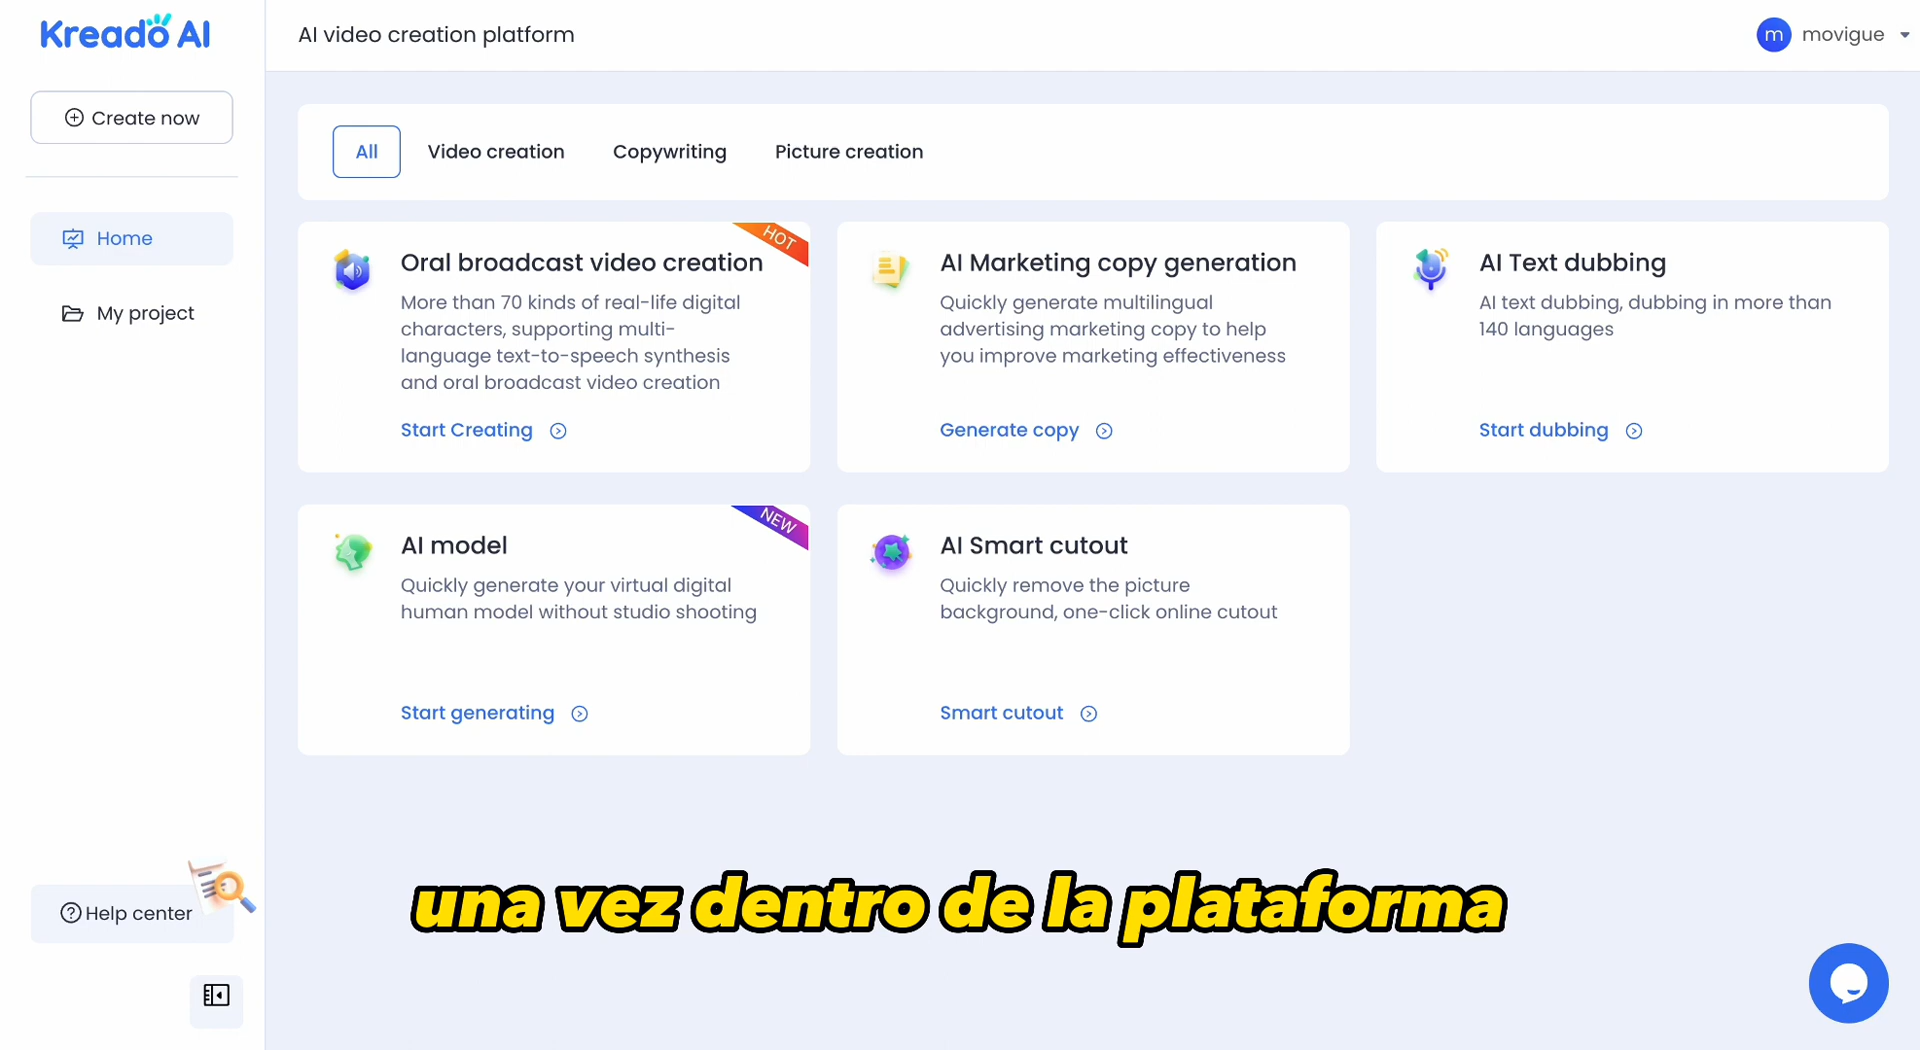 Kreado AI
AI video creation platform
m movigue
Create now
Home
My project
Help center
All
Video creation
Copywriting
Picture creation
HOT
Oral broadcast video creation
More than 70 kinds of real-life digital
characters, supporting multi-
language text-to-speech synthesis
and oral broadcast video creation
Start Creating
AI Marketing copy generation
Quickly generate multilingual
advertising marketing copy to help
you improve marketing effectiveness
Generate copy
AI Text dubbing
AI text dubbing, dubbing in more than
140 languages
Start dubbing
NEW
AI model
Quickly generate your virtual digital
human model without studio shooting
Start generating
AI Smart cutout
Quickly remove the picture
background, one-click online cutout
Smart cutout
una vez dentro de la plataforma